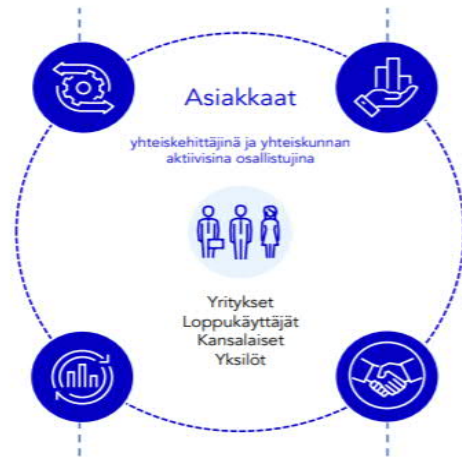 Asiakkaat
yhteiskehittäjinä ja yhteiskunnan
aktiivisina osallistujina
Yritykset
Loppukäyttäjät
Kansalaiset
Yksilöt